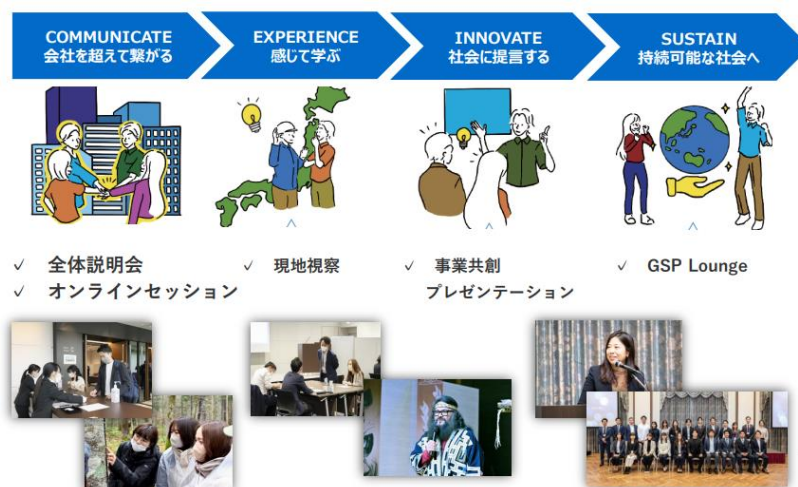 COMMUNICATE
会社を超えて繋がる
EXPERIENCE
感じて学ぶ
INNOVATE
社会に提言する
SUSTAIN
持続可能な社会へ
✓ 全体説明会
✓ オンラインセッション
✓ 現地視察
✓ 事業共創
プレゼンテーション
✓ GSP Lounge